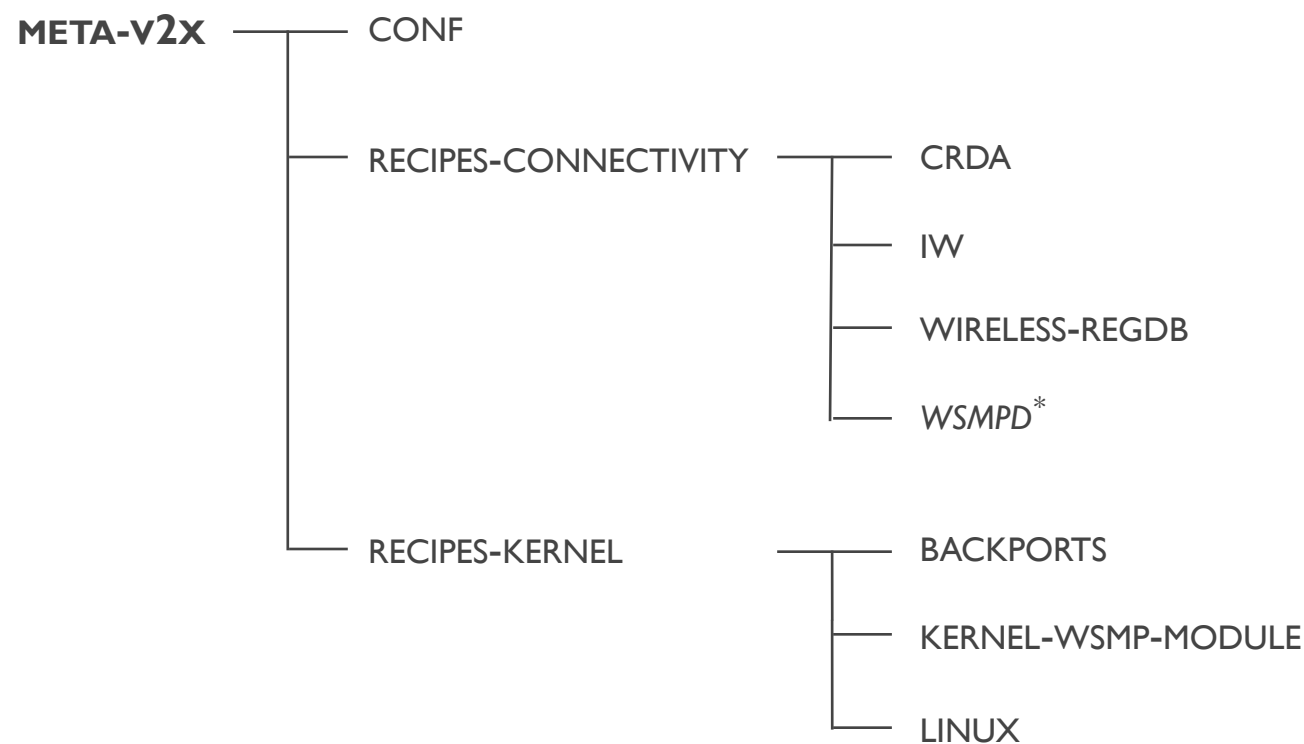 META-V2X
CONF
RECIPES-CONNECTIVITY
CRDA
IW
WIRELESS-REGDB
WSMPD*
RECIPES-KERNEL
BACKPORTS
KERNEL-WSMP-MODULE
LINUX